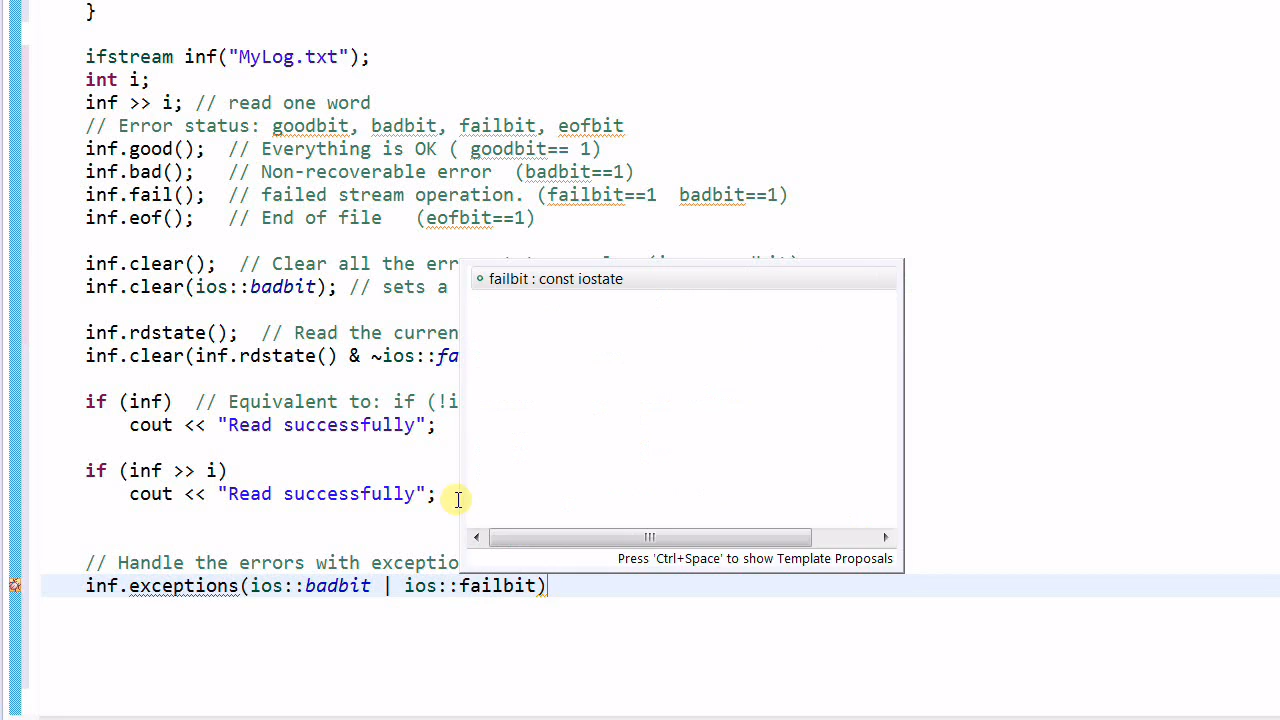 }
ifstream inf("MyLog.txt");
int i;
inf >> i; // read one word
// Error status: goodbit, badbit, failbit, eofbit
inf.good(); // Everything is OK ( goodbit== 1)
inf.bad(); // Non-recoverable error (badbit==1)
inf.fail(); // failed stream operation. (failbit==1 badbit==1)
inf.eof(); // End of file (eofbit==1)
inf.clear(); // Clear all the err
inf.clear(ios::badbit); // sets a
inf.rdstate(); // Read the curren
inf.clear(inf.rdstate() & ~ios::fa
if (inf) // Equivalent to: if (!i
cout << "Read successfully";
if (inf >> i)
cout << "Read successfully";
// Handle the errors with exceptio
inf.exceptions(ios::badbit | ios::failbit)
failbit : const iostate
Press 'Ctrl+Space' to show Template Proposals